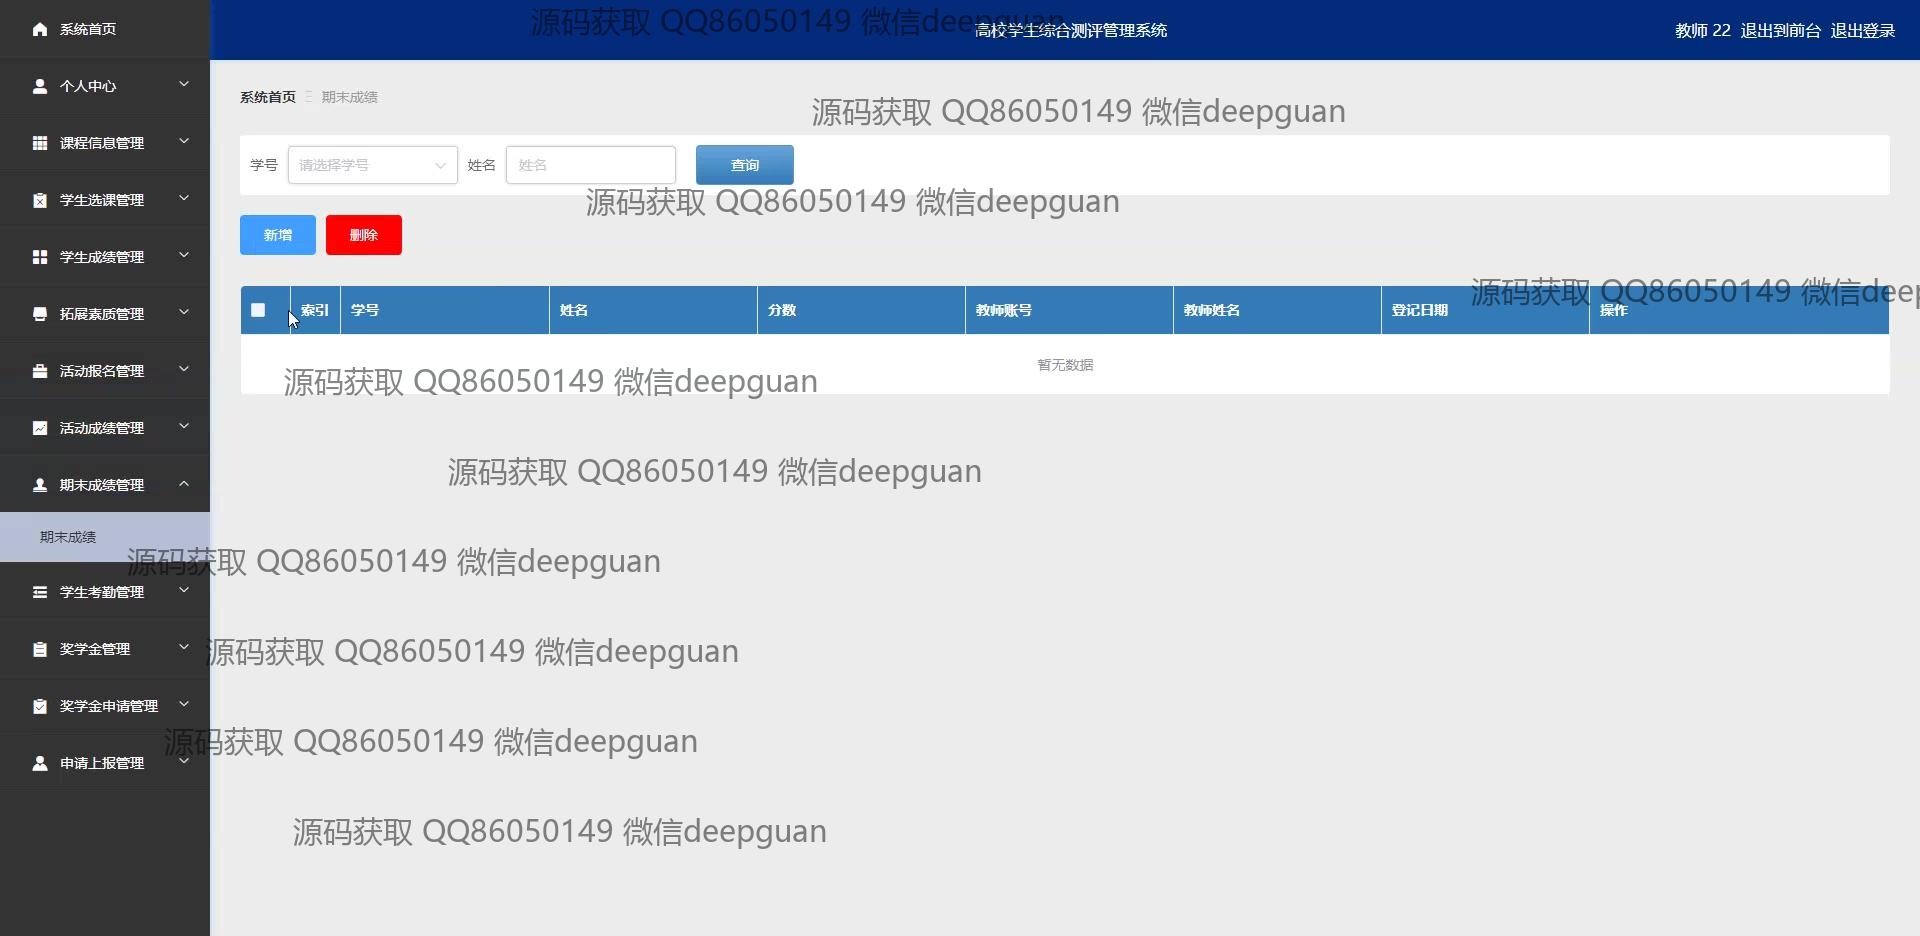 系统首页
个人中心
课程信息管理
学生选课管理
学生成绩管理
拓展素质管理
活动报名管理
活动成绩管理
期末成绩管理
期末成绩
学生考勤管理
奖学金管理
奖学金申请管理
申请上报管理
源码获取 QQ86050149 微信deepguan
高校学生综合测评管理系统
教师 22 退出到前台 退出登录
系统首页 期末成绩
源码获取 QQ86050149 微信deepguan
学号 请选择学号 姓名 姓名 查询
源码获取 QQ86050149 微信deepguan
新增 删除
源码获取 QQ86050149 微信deep
索引 学号 姓名 分数 教师账号 教师姓名 登记日期 操作
暂无数据
源码获取 QQ86050149 微信deepguan
源码获取 QQ86050149 微信deepguan
源码获取 QQ86050149 微信deepguan
源码获取 QQ86050149 微信deepguan
源码获取 QQ86050149 微信deepguan
源码获取 QQ86050149 微信deepguan